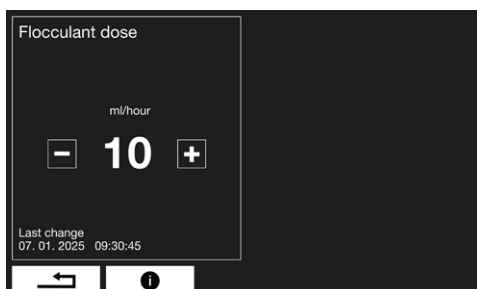 Flocculant dose
ml/hour
− 10 +
Last change
07. 01. 2025 09:30:45